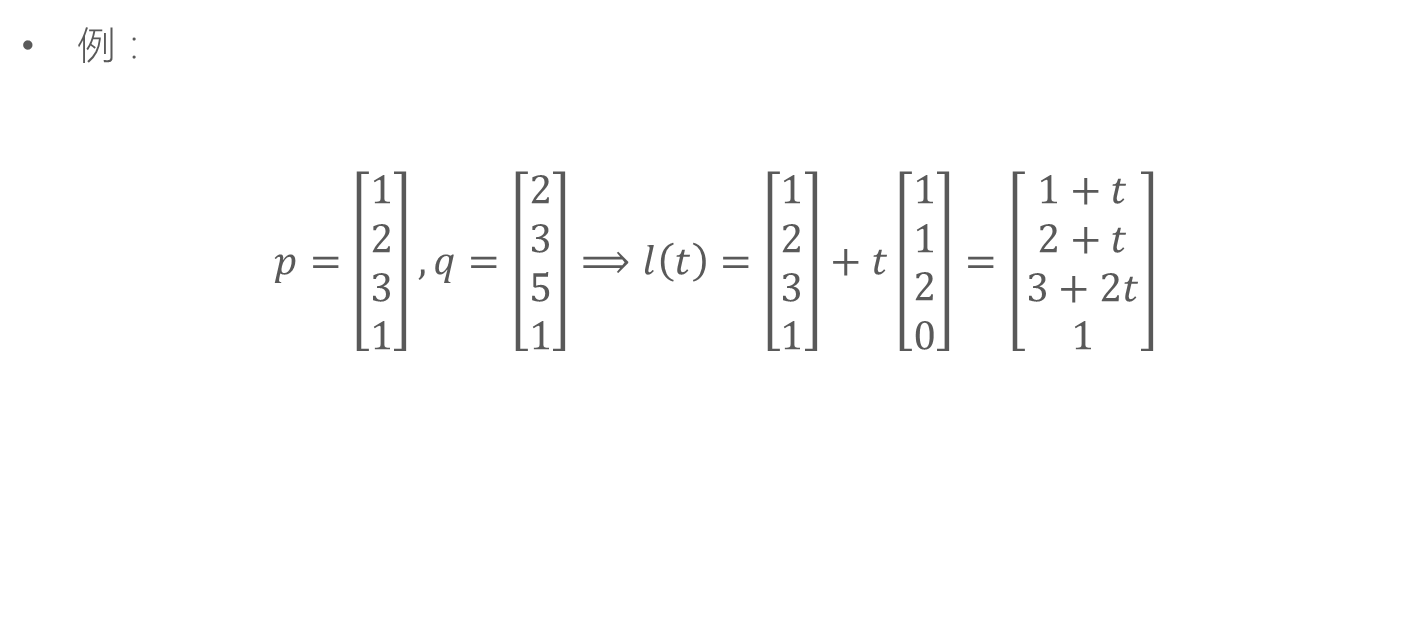 • 例：
p = [1 2 3 1], q = [2 3 5 1] ⟹ l(t) = [1 2 3 1] + t [1 1 2 0] = [1 + t 2 + t 3 + 2t 1]